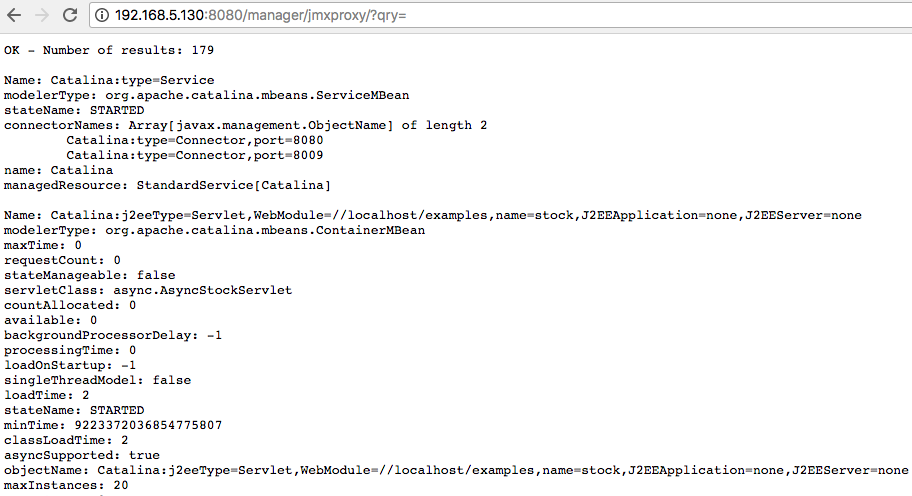 192.168.5.130:8080/manager/jmxproxy/?qry=
OK - Number of results: 179
Name: Catalina:type=Service
modelerType: org.apache.catalina.mbeans.ServiceMBean
stateName: STARTED
connectorNames: Array[javax.management.ObjectName] of length 2
Catalina:type=Connector,port=8080
Catalina:type=Connector,port=8009
name: Catalina
managedResource: StandardService[Catalina]
Name: Catalina:j2eeType=Servlet,WebModule=//localhost/examples,name=stock,J2EEApplication=none,J2EEServer=none
modelerType: org.apache.catalina.mbeans.ContainerMBean
maxTime: 0
requestCount: 0
stateManageable: false
servletClass: async.AsyncStockServlet
countAllocated: 0
available: 0
backgroundProcessorDelay: -1
processingTime: 0
loadOnStartup: -1
singleThreadModel: false
loadTime: 2
stateName: STARTED
minTime: 9223372036854775807
classLoadTime: 2
asyncSupported: true
objectName: Catalina:j2eeType=Servlet,WebModule=//localhost/examples,name=stock,J2EEApplication=none,J2EEServer=none
maxInstances: 20